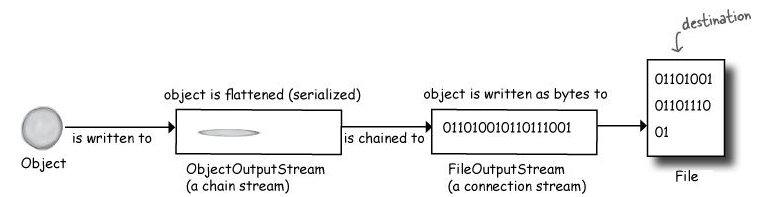 destination
object is flattened (serialized)
object is written as bytes to
01101001
01101110
01
011010010110111001
is written to
is chained to
Object
ObjectOutputStream
(a chain stream)
FileOutputStream
(a connection stream)
File